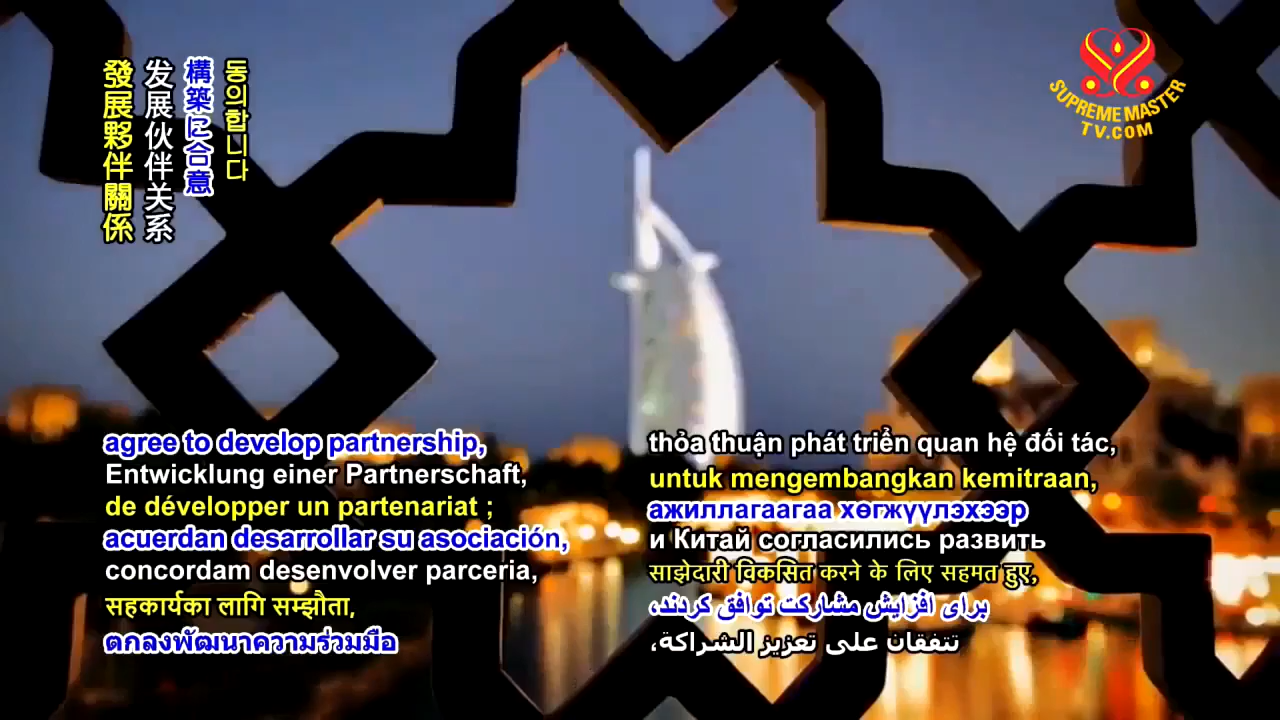 동의합니다
構築に合意
发展伙伴关系
發展夥伴關係
SUPREME MASTER
TV.COM
agree to develop partnership,
Entwicklung einer Partnerschaft,
de développer un partenariat ;
acuerdan desarrollar su asociación,
concordam desenvolver parceria,
सहकार्यका लागि सम्झौता,
ตกลงพัฒนาความร่วมมือ
thỏa thuận phát triển quan hệ đối tác,
untuk mengembangkan kemitraan,
ажиллагаагаа хөгжүүлэхээр
и Китай согласились развить
साझेदारी विकसित करने के लिए सहमत हुए,
برای افزایش مشارکت توافق کردند،
تتفقان على تعزيز الشراكة،